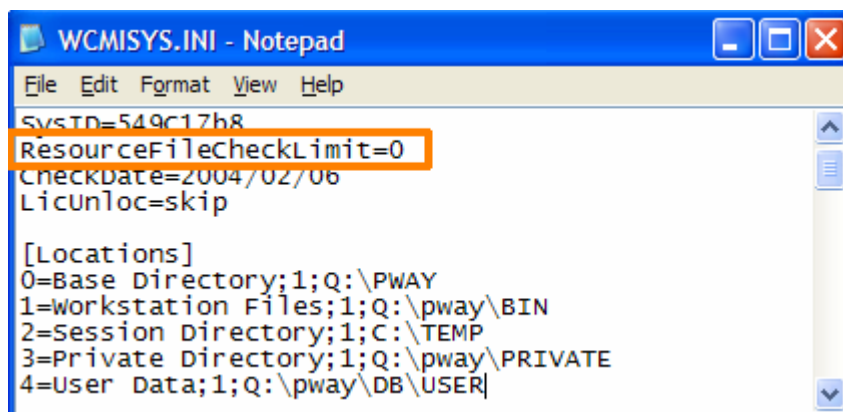 WCMISYS.INI - Notepad
File Edit Format View Help
SysID=549C17b8
ResourceFileCheckLimit=0
CheckDate=2004/02/06
LicUnloc=skip
[Locations]
0=Base Directory;1;Q:\PWAY
1=Workstation Files;1;Q:\pway\BIN
2=Session Directory;1;C:\TEMP
3=Private Directory;1;Q:\pway\PRIVATE
4=User Data;1;Q:\pway\DB\USER